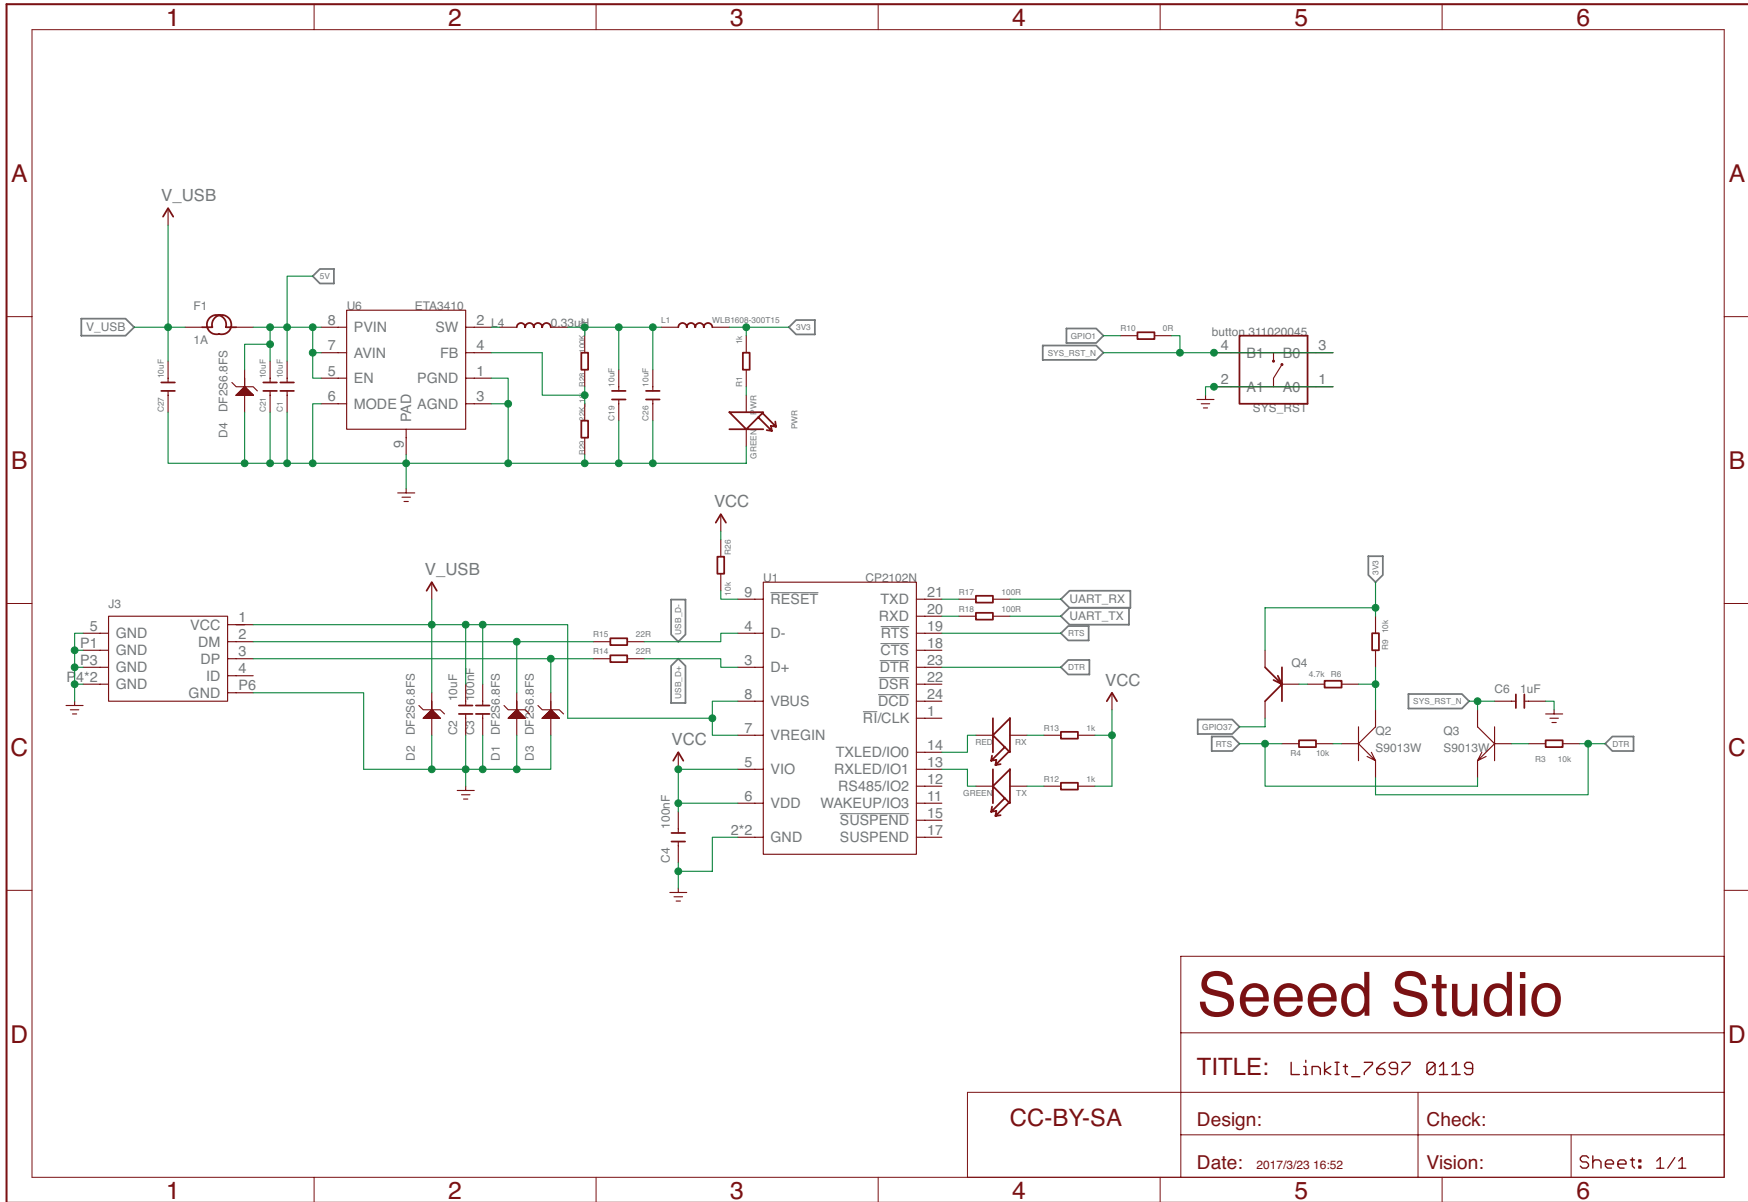 1 2 3 4 5 6
A A
V_USB
5V
F1
U6 ETA3410
V_USB
1A
8 PVIN SW 2
L4 0.33uH
L1 WLB1608-300T15
3V3
7 AVIN FB 4
5 EN PGND 1
6 MODE AGND 3
PAD
9
10uF
C27
DF2S6.8FS
D4
10uF
C21
10uF
C1
100K
R28
R29
10uF
C19
10uF
C26
1k
R1
PWR
GREEN
PWR
GPIO1 R10 0R
SYS_RST_N
button 311020045
4 B1 B0 3
2 A1 A0 1
SYS_RST
B B
VCC
R26
10k
V_USB
J3
5 GND VCC 1
P1 GND DM 2
P3 GND DP 3
P4*2 GND ID 4
GND P6
D2 DF2S6.8FS
C2 10uF
C3 100nF
D1 DF2S6.8FS
D3 DF2S6.8FS
R15 22R
R14 22R
USB_D-
USB_D+
U1 CP2102N
9 RESET TXD 21
RXD 20
4 D- RTS 19
CTS 18
3 D+ DTR 23
DSR 22
8 VBUS DCD 24
RI/CLK 1
7 VREGIN
TXLED/IO0 14
5 VIO RXLED/IO1 13
RS485/IO2 12
6 VDD WAKEUP/IO3 11
SUSPEND 15
2*2 GND SUSPEND 17
VCC
100nF
C4
R17 100R UART_RX
R18 100R UART_TX
RTS
DTR
VCC
RED RX R13 1k
GREEN TX R12 1k
3V3
R9 10k
Q4
4.7k R6
GPIO37
RTS
R4 10k
Q2
S9013W
SYS_RST_N
C6 1uF
Q3
S9013W
R3 10k
DTR
C C
D D
Seeed Studio
TITLE: LinkIt_7697 0119
CC-BY-SA
Design: Check:
Date: 2017/3/23 16:52 Vision: Sheet: 1/1
1 2 3 4 5 6